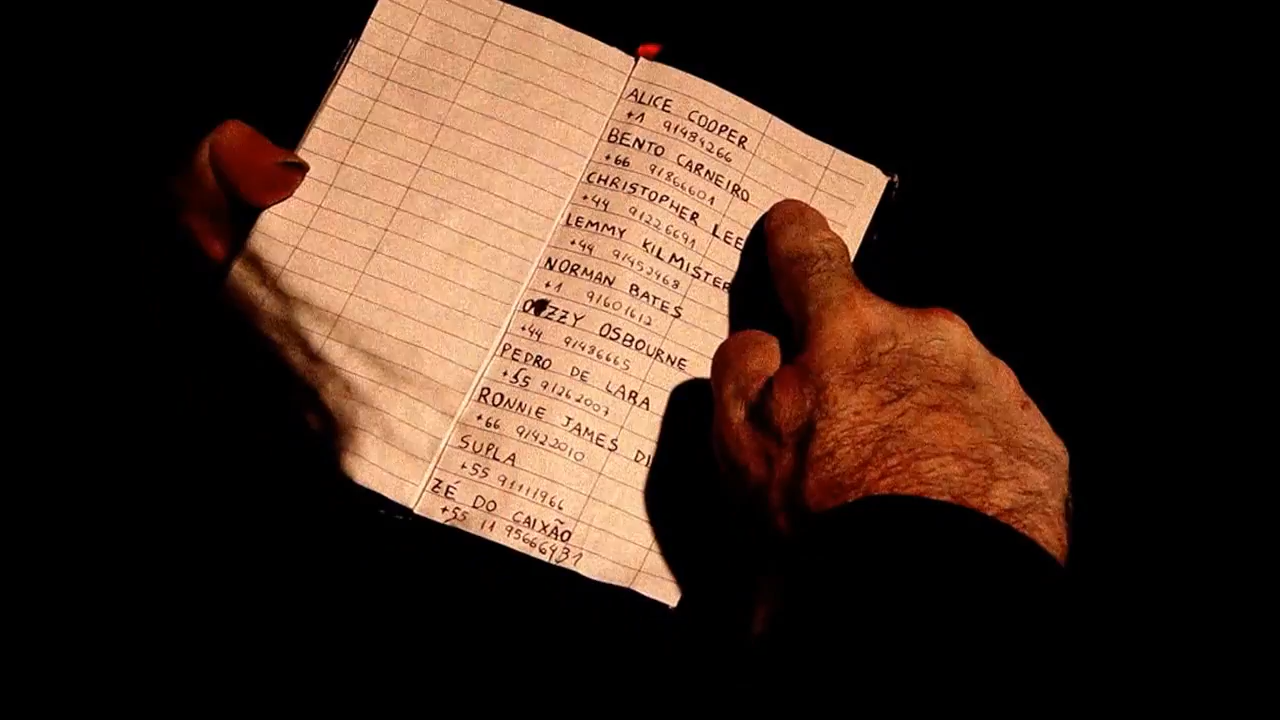 ALICE COOPER
+1 91484266
BENTO CARNEIRO
+66 91866601
CHRISTOPHER LEE
+44 91226691
LEMMY KILMISTER
+44 91452468
NORMAN BATES
+1 91601612
OZZY OSBOURNE
+44 91486665
PEDRO DE LARA
+55 91262007
RONNIE JAMES DI
+66 91422010
SUPLA
+55 91111966
ZÉ DO CAIXÃO
+55 11 95666431